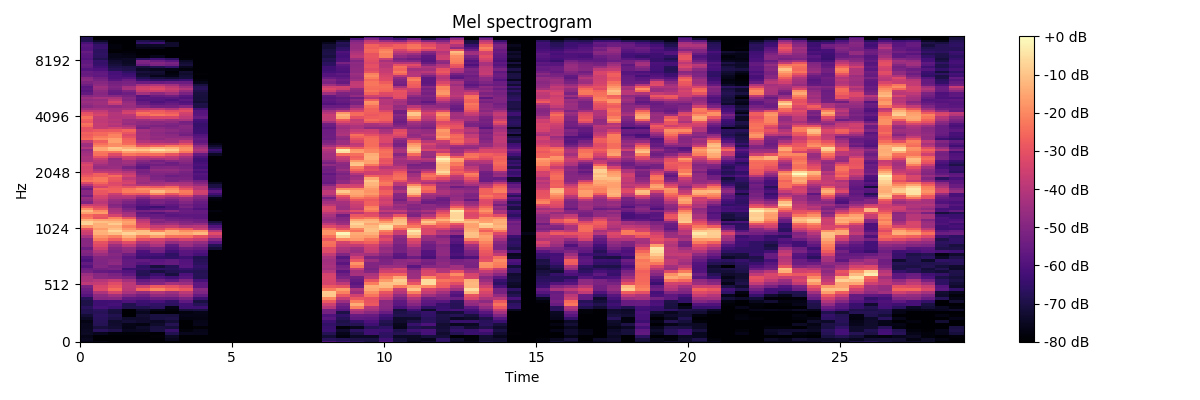 Mel spectrogram
Hz
8192
4096
2048
1024
512
0
0 5 10 15 20 25
Time
+0 dB
-10 dB
-20 dB
-30 dB
-40 dB
-50 dB
-60 dB
-70 dB
-80 dB